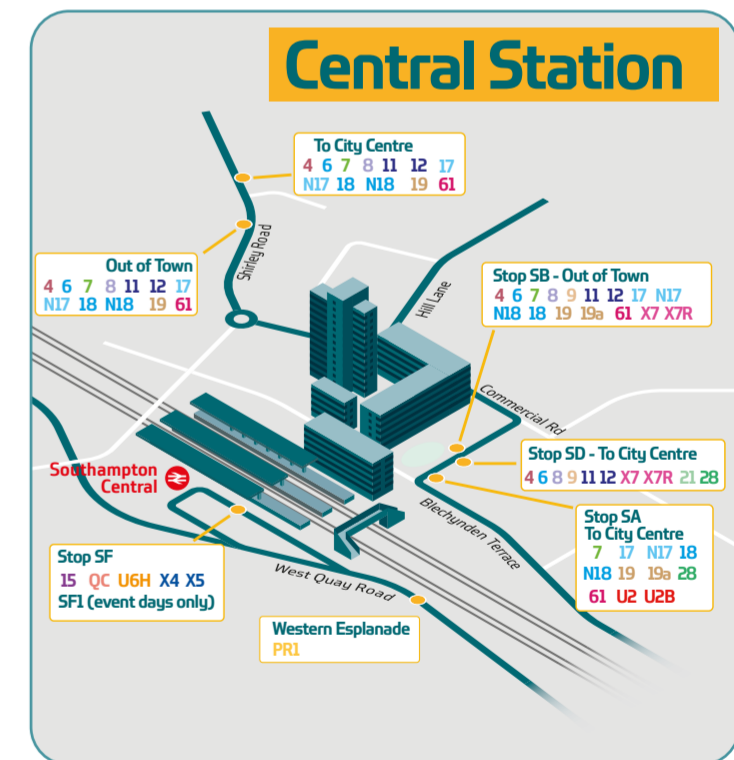 Central Station
To City Centre
4 6 7 8 11 12 17
N17 18 N18 19 61
Shirley Road
Out of Town
4 6 7 8 11 12 17
N17 18 N18 19 61
Hill Lane
Stop SB - Out of Town
4 6 7 8 9 11 12 17 N17
N18 18 19 19a 61 X7 X7R
Commercial Rd
Stop SD - To City Centre
4 6 8 9 11 12 X7 X7R 21 28
Southampton
Central
Blechynden Terrace
Stop SA
To City Centre
7 17 N17 18
N18 19 19a 28
61 U2 U2B
Stop SF
15 QC U6H X4 X5
SF1 (event days only)
West Quay Road
Western Esplanade
PR1